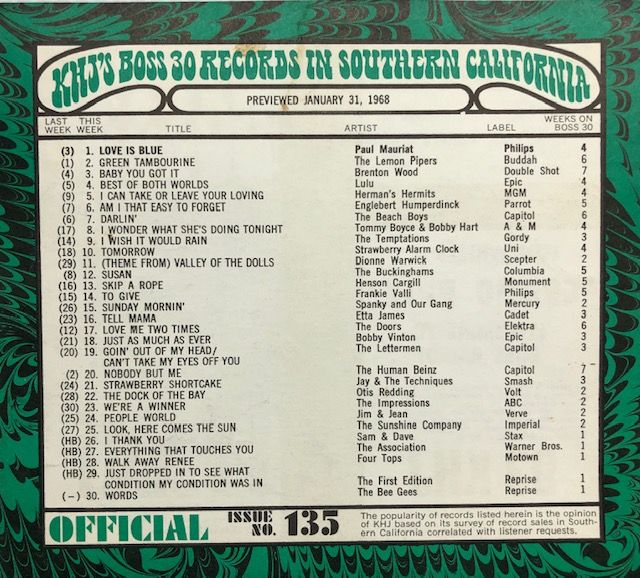 KHJ'S BOSS 30 RECORDS IN SOUTHERN CALIFORNIA
PREVIEWED JANUARY 31, 1968
LAST WEEK THIS WEEK TITLE ARTIST LABEL WEEKS ON BOSS 30
(3) 1. LOVE IS BLUE Paul Mauriat Philips 4
(1) 2. GREEN TAMBOURINE The Lemon Pipers Buddah 6
(4) 3. BABY YOU GOT IT Brenton Wood Double Shot 7
(5) 4. BEST OF BOTH WORLDS Lulu Epic 4
(9) 5. I CAN TAKE OR LEAVE YOUR LOVING Herman's Hermits MGM 4
(7) 6. AM I THAT EASY TO FORGET Englebert Humperdinck Parrot 5
(6) 7. DARLIN' The Beach Boys Capitol 6
(17) 8. I WONDER WHAT SHE'S DOING TONIGHT Tommy Boyce & Bobby Hart A & M 4
(14) 9. I WISH IT WOULD RAIN The Temptations Gordy 3
(18) 10. TOMORROW Strawberry Alarm Clock Uni 4
(29) 11. (THEME FROM) VALLEY OF THE DOLLS Dionne Warwick Scepter 2
(8) 12. SUSAN The Buckinghams Columbia 5
(16) 13. SKIP A ROPE Henson Cargill Monument 5
(15) 14. TO GIVE Frankie Valli Philips 5
(26) 15. SUNDAY MORNIN' Spanky and Our Gang Mercury 2
(23) 16. TELL MAMA Etta James Cadet 3
(12) 17. LOVE ME TWO TIMES The Doors Elektra 6
(21) 18. JUST AS MUCH AS EVER Bobby Vinton Epic 3
(20) 19. GOIN' OUT OF MY HEAD/ The Lettermen Capitol 3
CAN'T TAKE MY EYES OFF YOU
(2) 20. NOBODY BUT ME The Human Beinz Capitol 7
(24) 21. STRAWBERRY SHORTCAKE Jay & The Techniques Smash 3
(28) 22. THE DOCK OF THE BAY Otis Redding Volt 2
(30) 23. WE'RE A WINNER The Impressions ABC 2
(25) 24. PEOPLE WORLD Jim & Jean Verve 2
(27) 25. LOOK, HERE COMES THE SUN The Sunshine Company Imperial 2
(HB) 26. I THANK YOU Sam & Dave Stax 1
(HB) 27. EVERYTHING THAT TOUCHES YOU The Association Warner Bros. 1
(HB) 28. WALK AWAY RENEE Four Tops Motown 1
(HB) 29. JUST DROPPED IN TO SEE WHAT
CONDITION MY CONDITION WAS IN The First Edition Reprise 1
(–) 30. WORDS The Bee Gees Reprise 1
OFFICIAL ISSUE NO. 135
The popularity of records listed herein is the opinion
of KHJ based on its survey of record sales in South-
ern California correlated with listener requests.